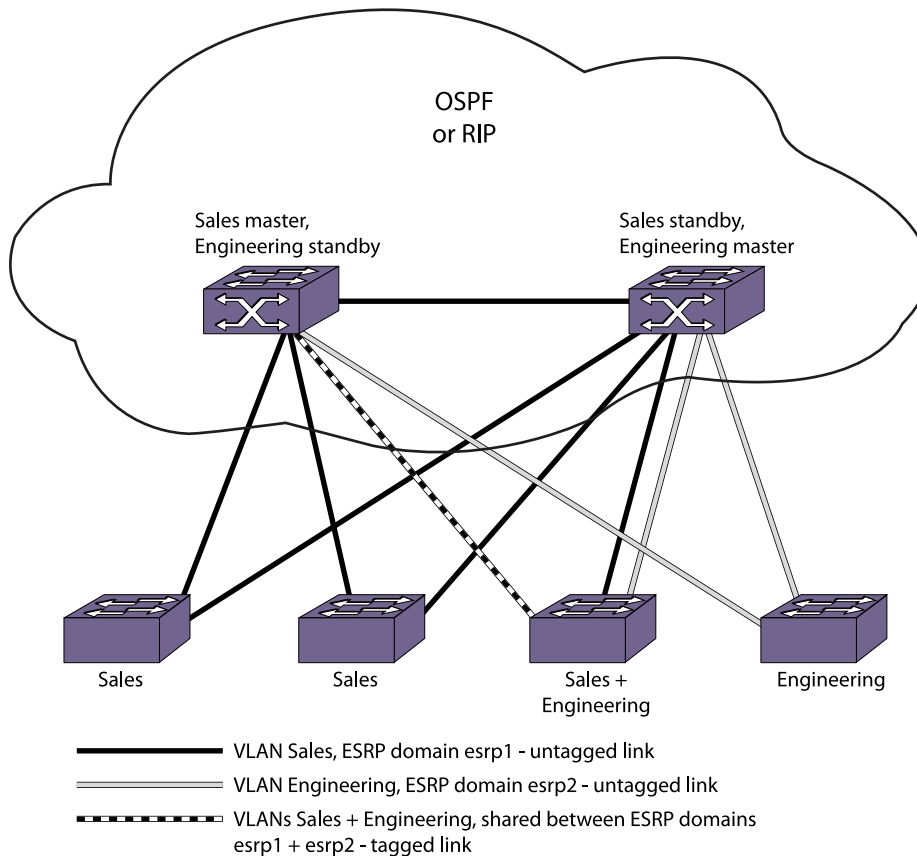 OSPF
or RIP
Sales master,
Engineering standby
Sales standby,
Engineering master
Sales
Sales
Sales +
Engineering
Engineering
VLAN Sales, ESRP domain esrp1 - untagged link
VLAN Engineering, ESRP domain esrp2 - untagged link
VLANs Sales + Engineering, shared between ESRP domains
esrp1 + esrp2 - tagged link